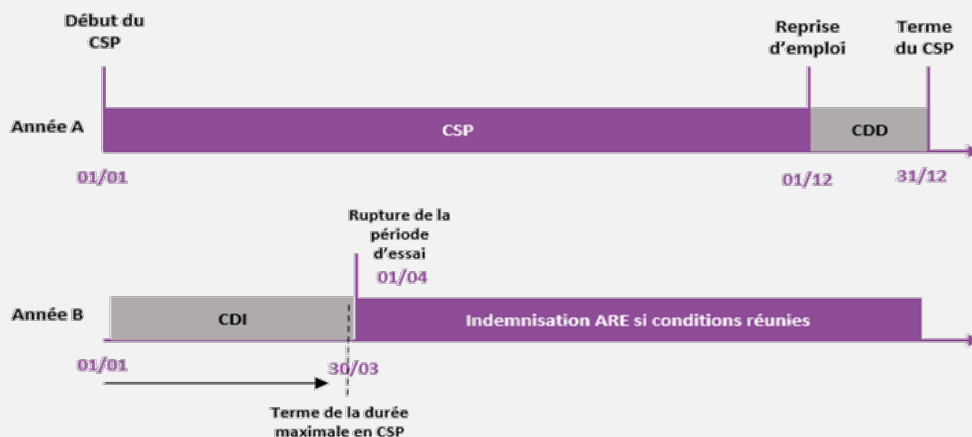 Début du
CSP
Reprise
d'emploi
Terme
du CSP
Année A
CSP
CDD
01/01
01/12
31/12
Rupture de la
période
d'essai
01/04
Année B
CDI
Indemnisation ARE si conditions réunies
01/01
30/03
Terme de la durée
maximale en CSP